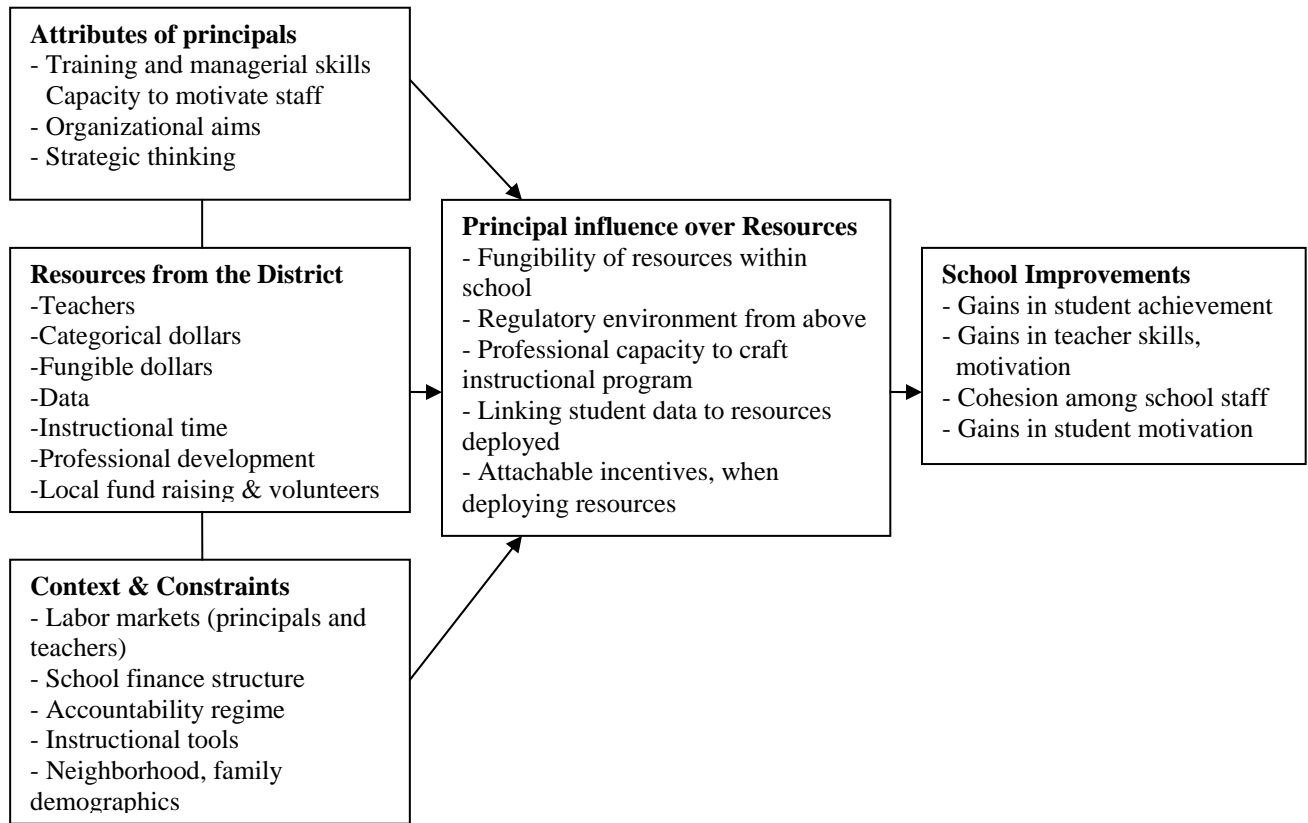 Attributes of principals
- Training and managerial skills
Capacity to motivate staff
- Organizational aims
- Strategic thinking
Resources from the District
-Teachers
-Categorical dollars
-Fungible dollars
-Data
-Instructional time
-Professional development
-Local fund raising & volunteers
Context & Constraints
- Labor markets (principals and
teachers)
- School finance structure
- Accountability regime
- Instructional tools
- Neighborhood, family
demographics
Principal influence over Resources
- Fungibility of resources within
school
- Regulatory environment from above
- Professional capacity to craft
instructional program
- Linking student data to resources
deployed
- Attachable incentives, when
deploying resources
School Improvements
- Gains in student achievement
- Gains in teacher skills,
motivation
- Cohesion among school staff
- Gains in student motivation